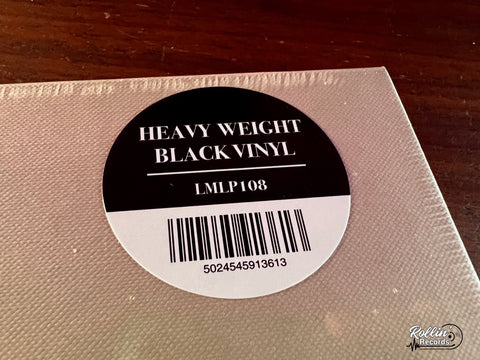 HEAVY WEIGHT
BLACK VINYL
LMLP108
5024545913613
Rollin'
Records